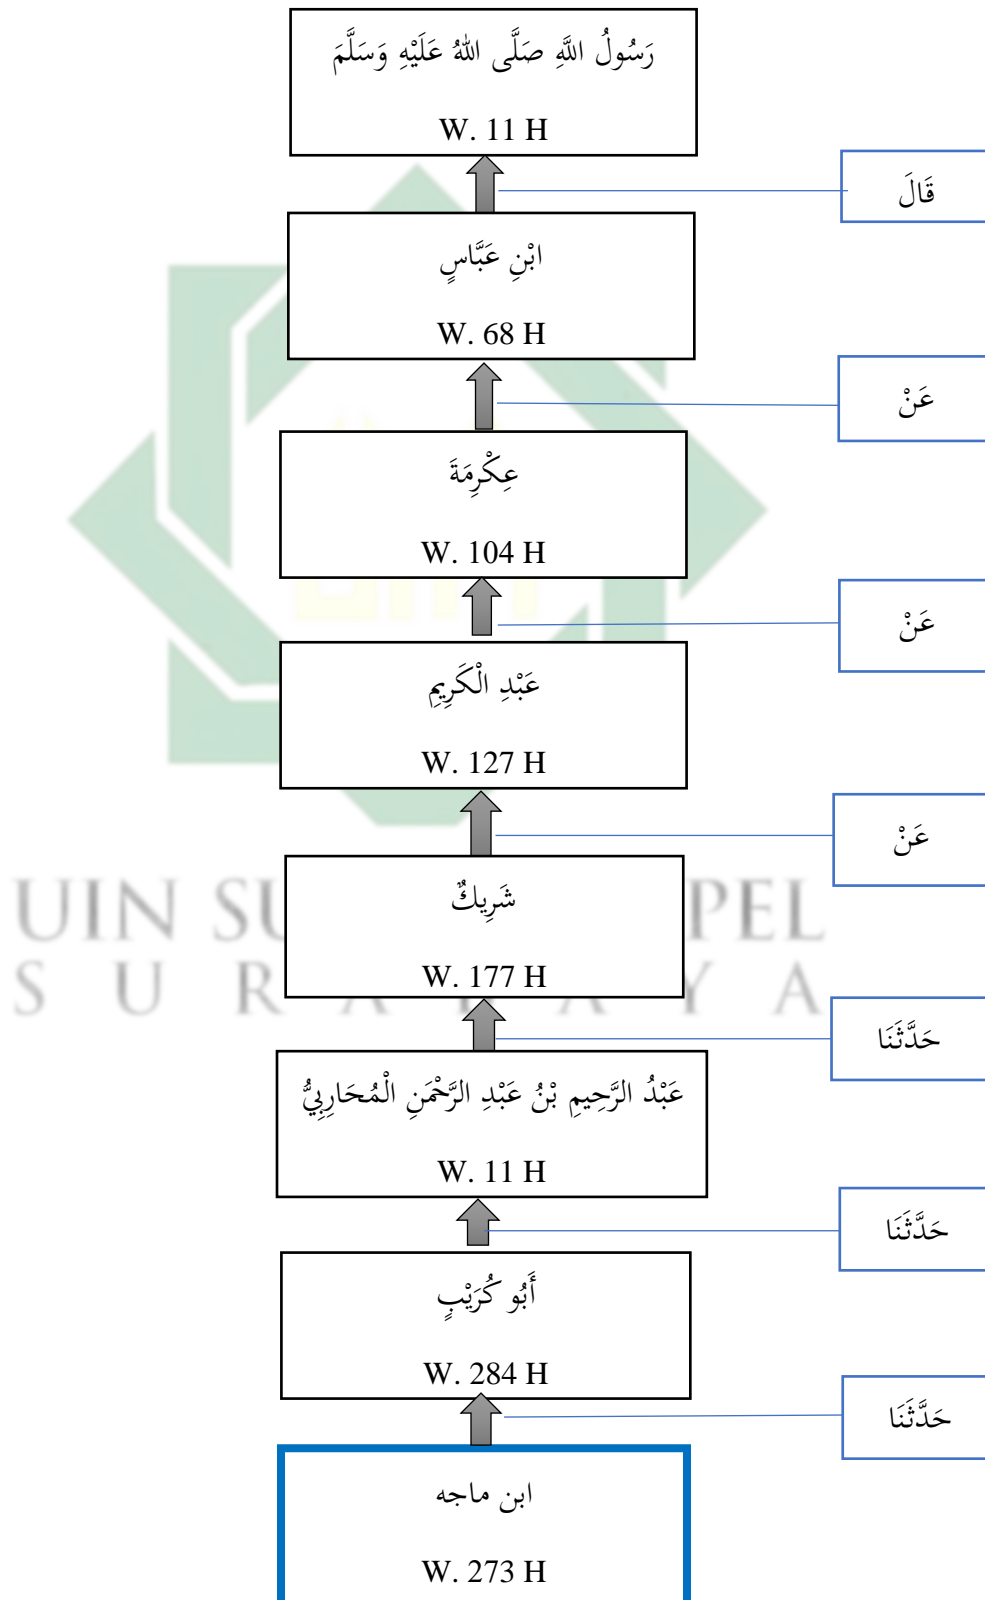 رَسُولُ اللَّهِ صَلَّى اللهُ عَلَيْهِ وَسَلَّمَ
W. 11 H
قَالَ
ابْنِ عَبَّاسٍ
W. 68 H
عَنْ
عِكْرِمَةَ
W. 104 H
عَنْ
عَبْدِ الْكَرِيمِ
W. 127 H
عَنْ
شَرِيكٌ
W. 177 H
حَدَّثَنَا
عَبْدُ الرَّحِيمِ بْنُ عَبْدِ الرَّحْمَنِ الْمُحَارِبِيُّ
W. 11 H
حَدَّثَنَا
أَبُو كُرَيْبٍ
W. 284 H
حَدَّثَنَا
ابن ماجه
W. 273 H
UIN SU PEL
S U R A B A Y A